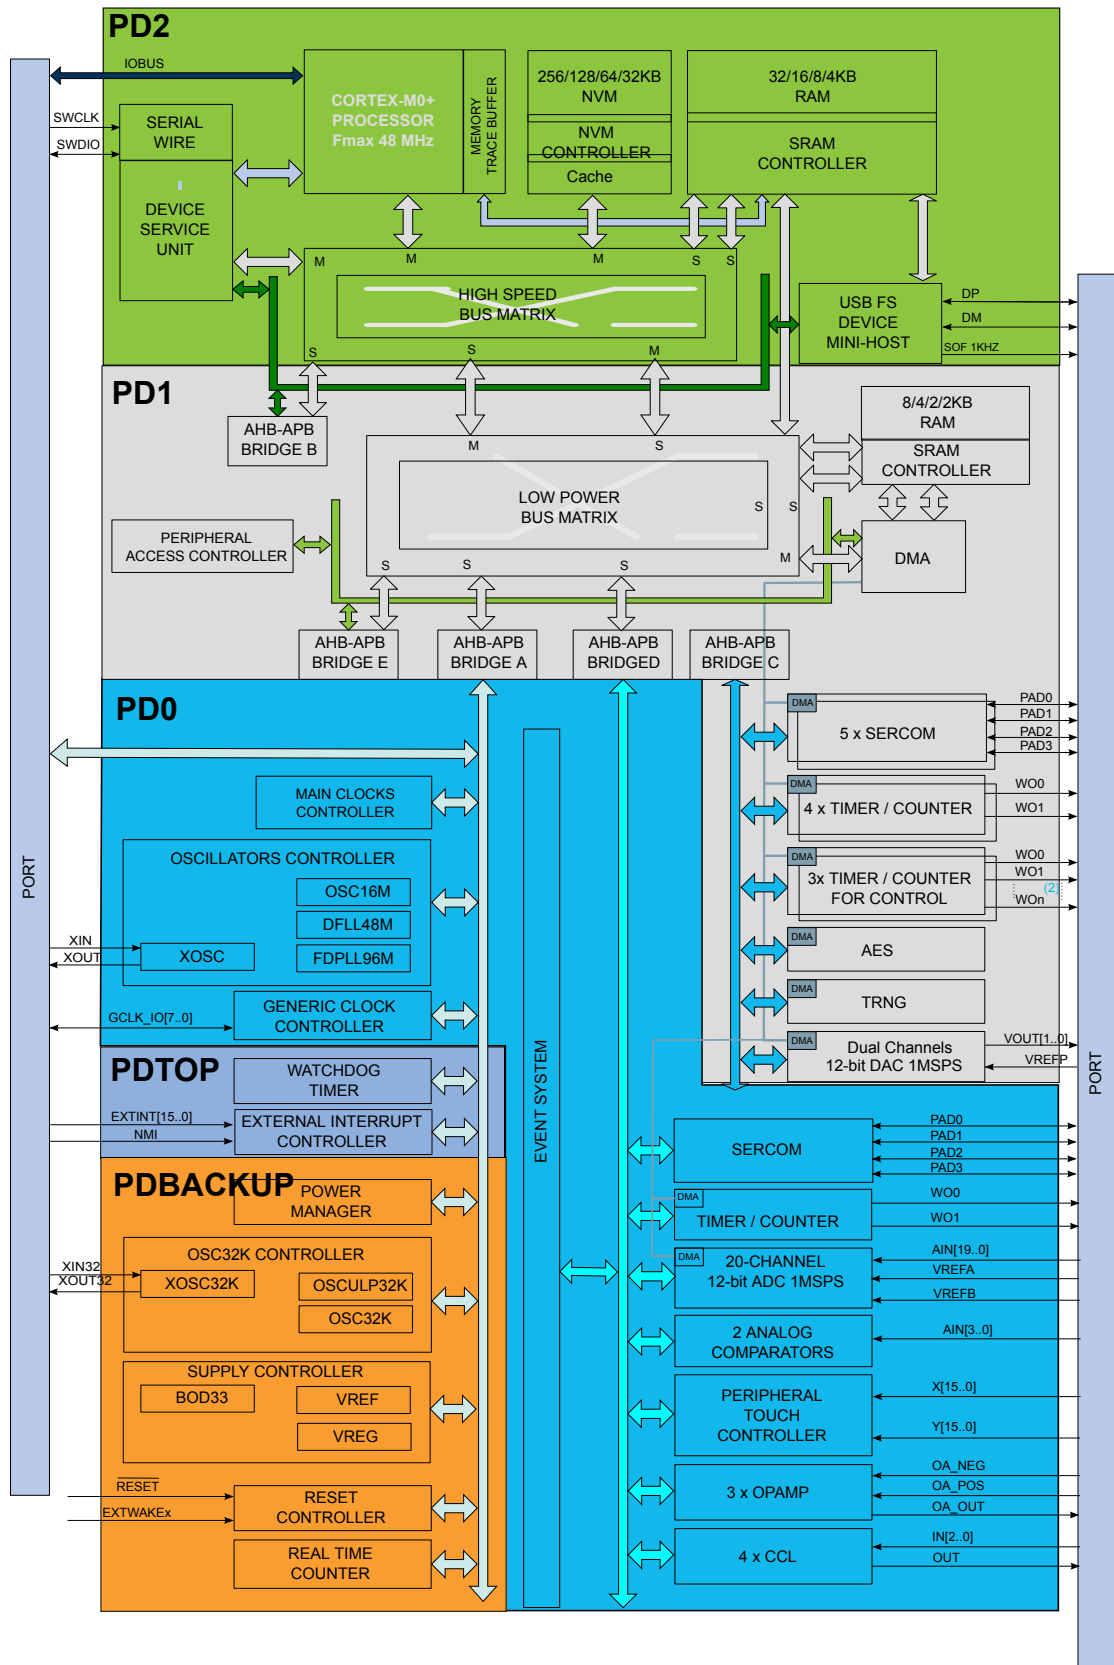 PD2
IOBUS
CORTEX-M0+
PROCESSOR
Fmax 48 MHz
MEMORY
TRACE BUFFER
256/128/64/32KB
NVM
NVM
CONTROLLER
Cache
32/16/8/4KB
RAM
SRAM
CONTROLLER
SWCLK
SWDIO
SERIAL
WIRE
DEVICE
SERVICE
UNIT
M
M
M
S
S
HIGH SPEED
BUS MATRIX
S
S
M
USB FS
DEVICE
MINI-HOST
DP
DM
SOF 1KHZ
PD1
AHB-APB
BRIDGE B
M
S
LOW POWER
BUS MATRIX
S
S
M
S
S
S
8/4/2/2KB
RAM
SRAM
CONTROLLER
DMA
PERIPHERAL
ACCESS CONTROLLER
AHB-APB
BRIDGE E
AHB-APB
BRIDGE A
AHB-APB
BRIDGED
AHB-APB
BRIDGE C
PD0
PORT
PORT
DMA
5 x SERCOM
PAD0
PAD1
PAD2
PAD3
MAIN CLOCKS
CONTROLLER
DMA
4 x TIMER / COUNTER
WO0
WO1
OSCILLATORS CONTROLLER
OSC16M
DFLL48M
FDPLL96M
XOSC
XIN
XOUT
DMA
3x TIMER / COUNTER
FOR CONTROL
WO0
WO1
(2)
WOn
DMA
AES
DMA
TRNG
GCLK_IO[7..0]
GENERIC CLOCK
CONTROLLER
DMA
Dual Channels
12-bit DAC 1MSPS
VOUT[1..0]
VREFP
PDTOP
WATCHDOG
TIMER
EXTINT[15..0]
NMI
EXTERNAL INTERRUPT
CONTROLLER
EVENT SYSTEM
SERCOM
PAD0
PAD1
PAD2
PAD3
PDBACKUP
POWER
MANAGER
DMA
TIMER / COUNTER
WO0
WO1
OSC32K CONTROLLER
XOSC32K
OSCULP32K
OSC32K
XIN32
XOUT32
DMA
20-CHANNEL
12-bit ADC 1MSPS
AIN[19..0]
VREFA
VREFB
2 ANALOG
COMPARATORS
AIN[3..0]
SUPPLY CONTROLLER
BOD33
VREF
VREG
PERIPHERAL
TOUCH
CONTROLLER
X[15..0]
Y[15..0]
RESET
EXTWAKEx
RESET
CONTROLLER
3 x OPAMP
OA_NEG
OA_POS
OA_OUT
REAL TIME
COUNTER
4 x CCL
IN[2..0]
OUT